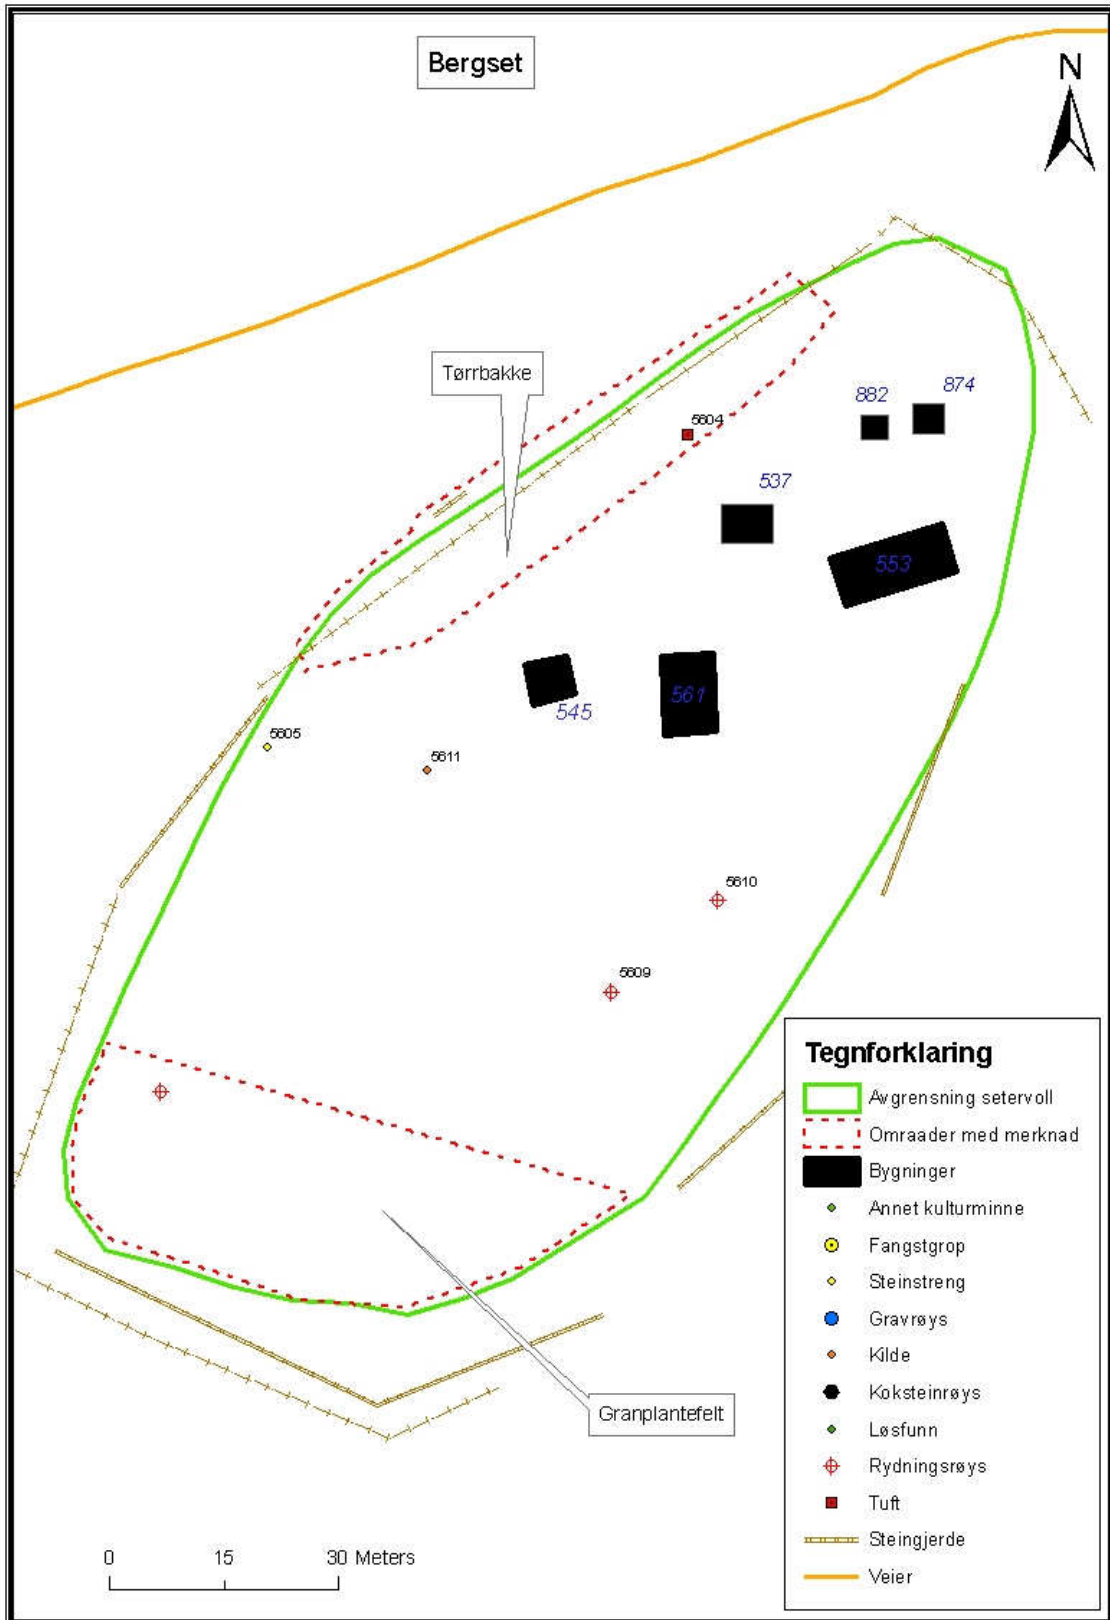 Bergset
N
Tørrbakke
874
882
5604
537
553
561
545
5605
5611
5610
5609
Tegnforklaring
Avgrensning setervoll
Omraader med merknad
Bygninger
Annet kulturminne
Fangstgrop
Steinstreng
Gravrøys
Kilde
Koksteinrøys
Løsfunn
Rydningsrøys
Tuft
Steingjerde
Veier
Granplantefelt
0 15 30 Meters